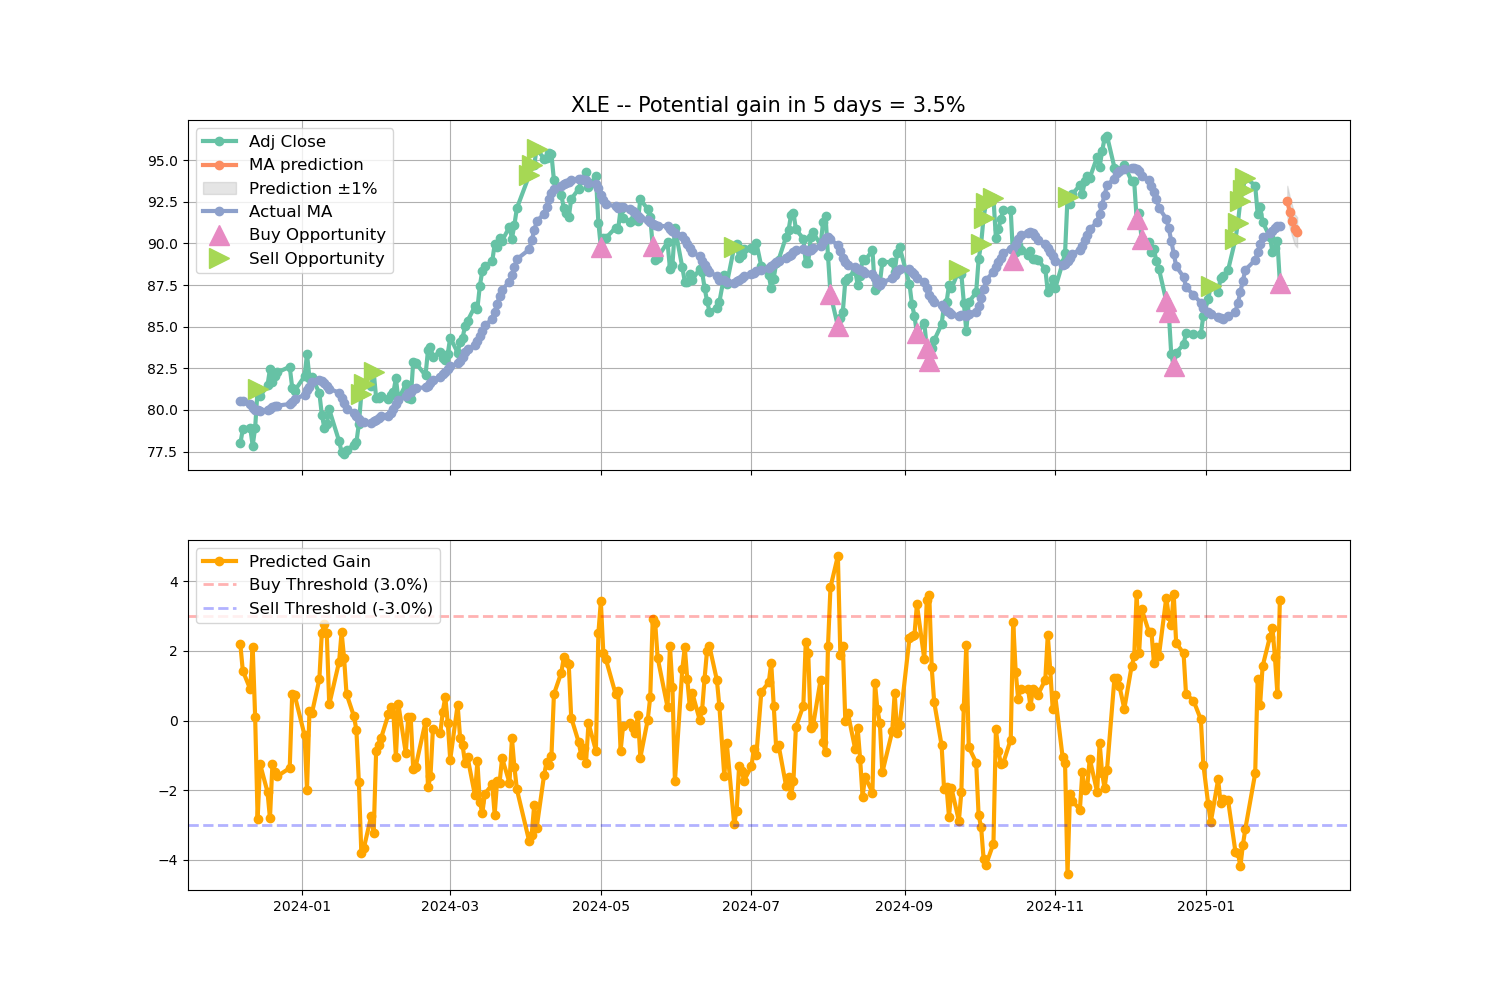 XLE -- Potential gain in 5 days = 3.5%
Adj Close
MA prediction
Prediction ±1%
Actual MA
Buy Opportunity
Sell Opportunity
95.0
92.5
90.0
87.5
85.0
82.5
80.0
77.5
Predicted Gain
Buy Threshold (3.0%)
Sell Threshold (-3.0%)
4
2
0
−2
−4
2024-01 2024-03 2024-05 2024-07 2024-09 2024-11 2025-01